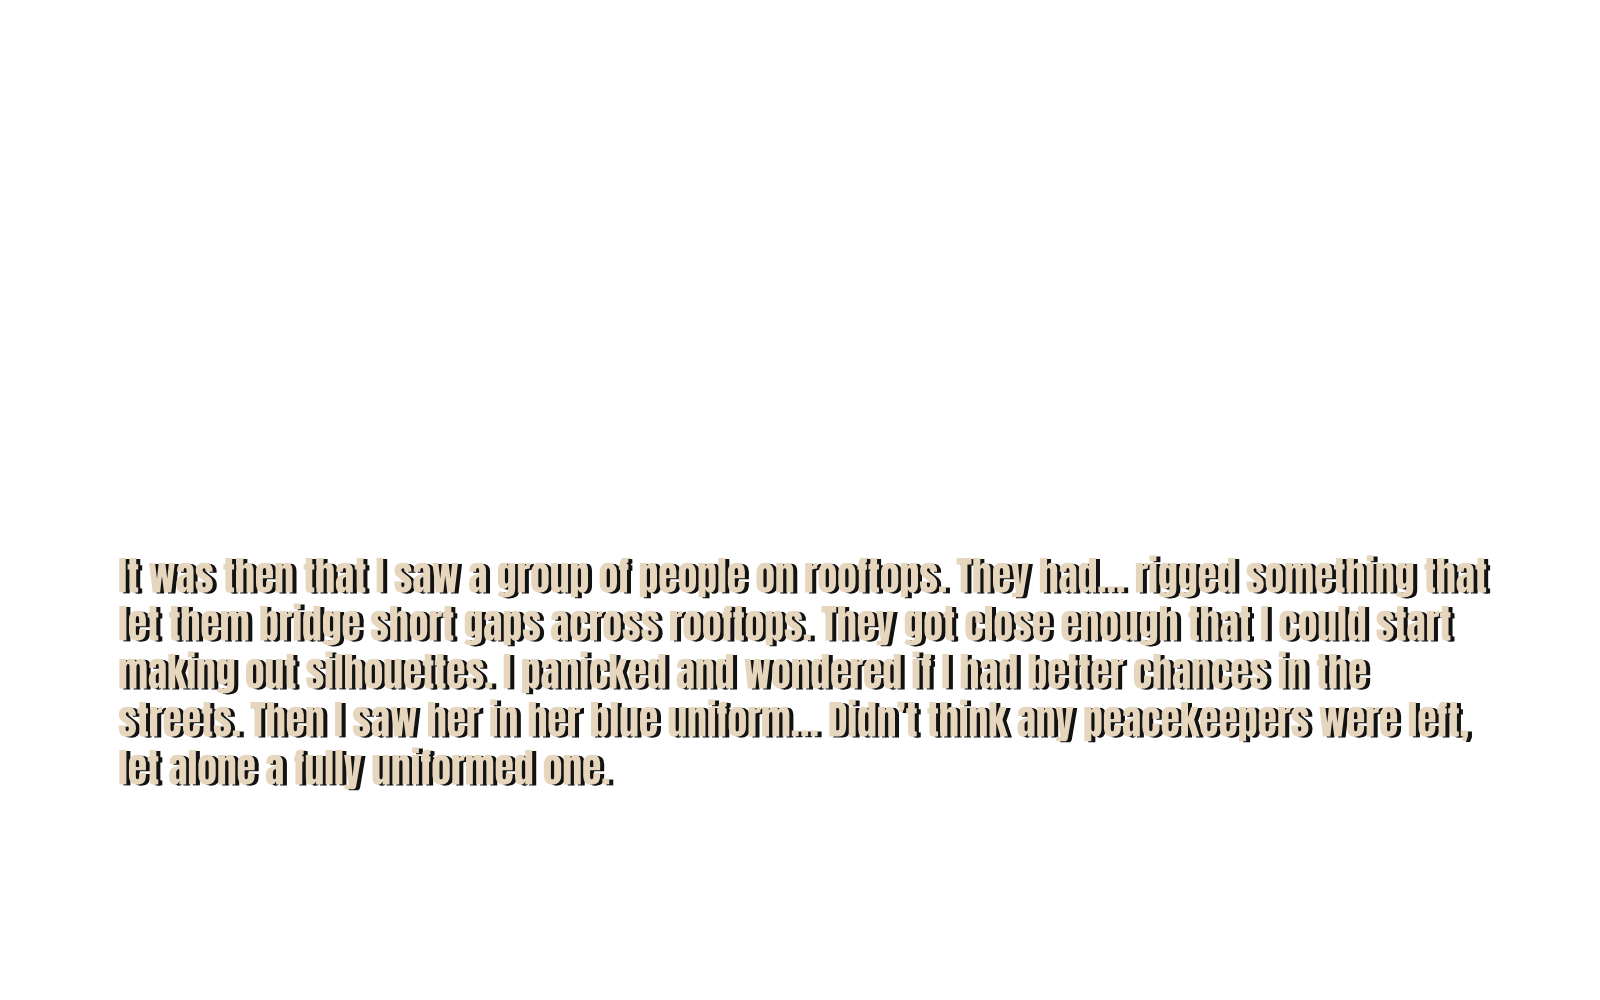 It was then that I saw a group of people on rooftops. They had... rigged something that
let them bridge short gaps across rooftops. They got close enough that I could start
making out silhouettes. I panicked and wondered if I had better chances in the
streets. Then I saw her in her blue uniform... Didn't think any peacekeepers were left,
let alone a fully uniformed one.